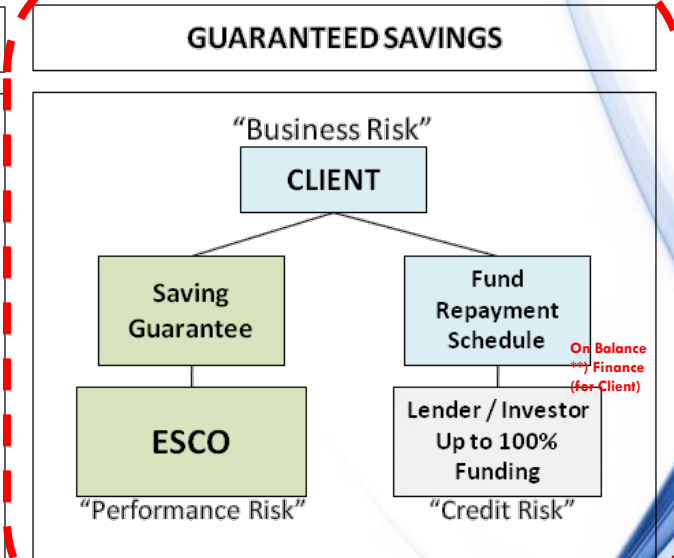 GUARANTEED SAVINGS
“Business Risk”
CLIENT
Saving
Guarantee
Fund
Repayment
Schedule
On Balance
**) Finance
(for Client)
ESCO
Lender / Investor
Up to 100%
Funding
“Performance Risk”
“Credit Risk”